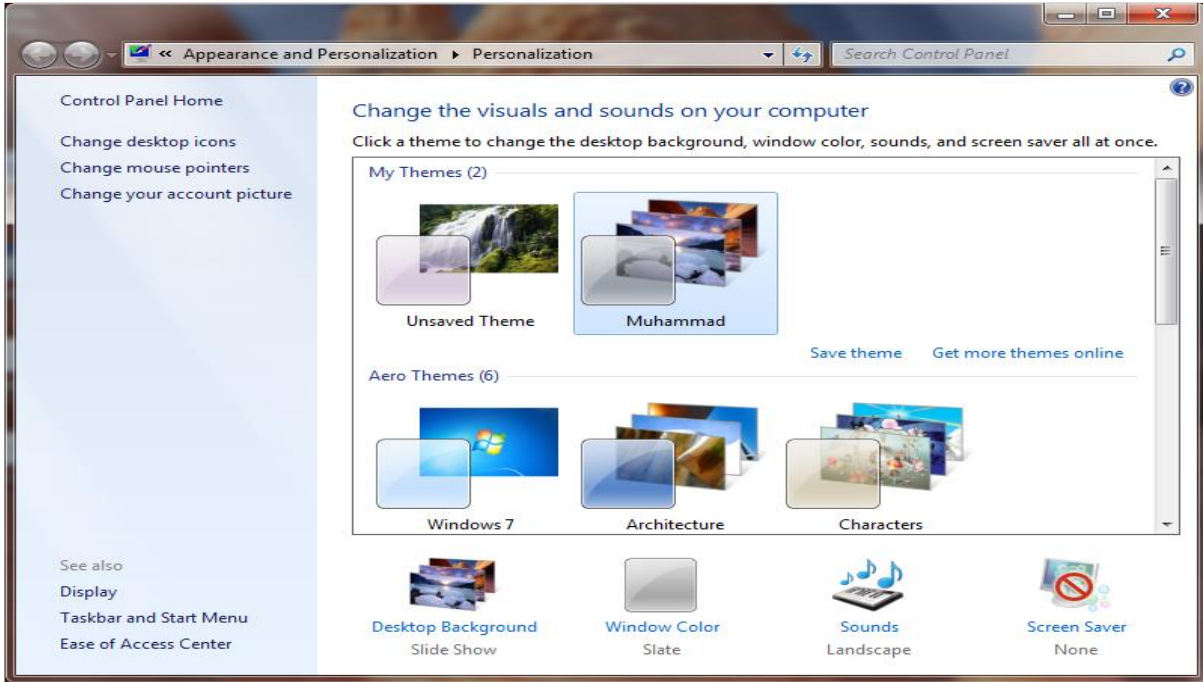 « Appearance and Personalization ▸ Personalization
Search Control Panel
Control Panel Home
Change desktop icons
Change mouse pointers
Change your account picture
See also
Display
Taskbar and Start Menu
Ease of Access Center
Change the visuals and sounds on your computer
Click a theme to change the desktop background, window color, sounds, and screen saver all at once.
My Themes (2)
Unsaved Theme Muhammad
Save theme Get more themes online
Aero Themes (6)
Windows 7 Architecture Characters
Desktop Background Window Color Sounds Screen Saver
Slide Show Slate Landscape None